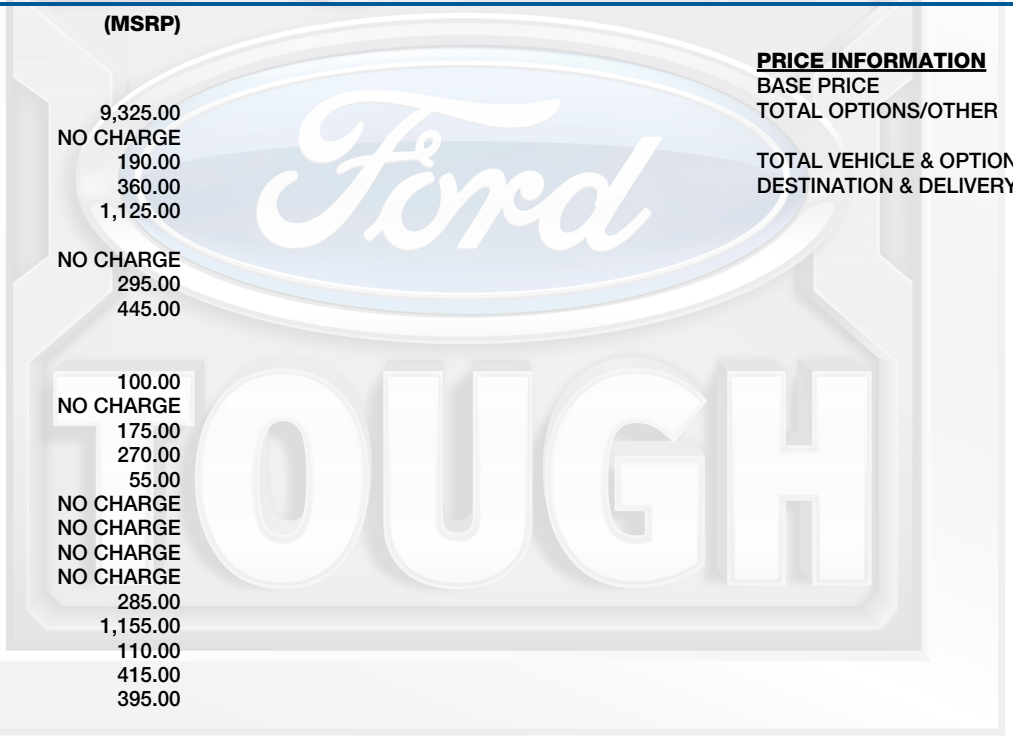 (MSRP)
9,325.00
NO CHARGE
190.00
360.00
1,125.00
NO CHARGE
295.00
445.00
100.00
NO CHARGE
175.00
270.00
55.00
NO CHARGE
NO CHARGE
NO CHARGE
NO CHARGE
285.00
1,155.00
110.00
415.00
395.00
PRICE INFORMATION
BASE PRICE
TOTAL OPTIONS/OTHER
TOTAL VEHICLE & OPTION
DESTINATION & DELIVERY
Ford
TOUGH